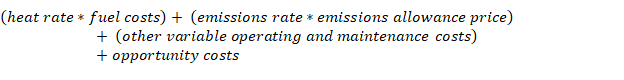 (heat rate * fuel costs) + (emissions rate * emissions allowance price)
+ (other variable operating and maintenance costs)
+ opportunity costs